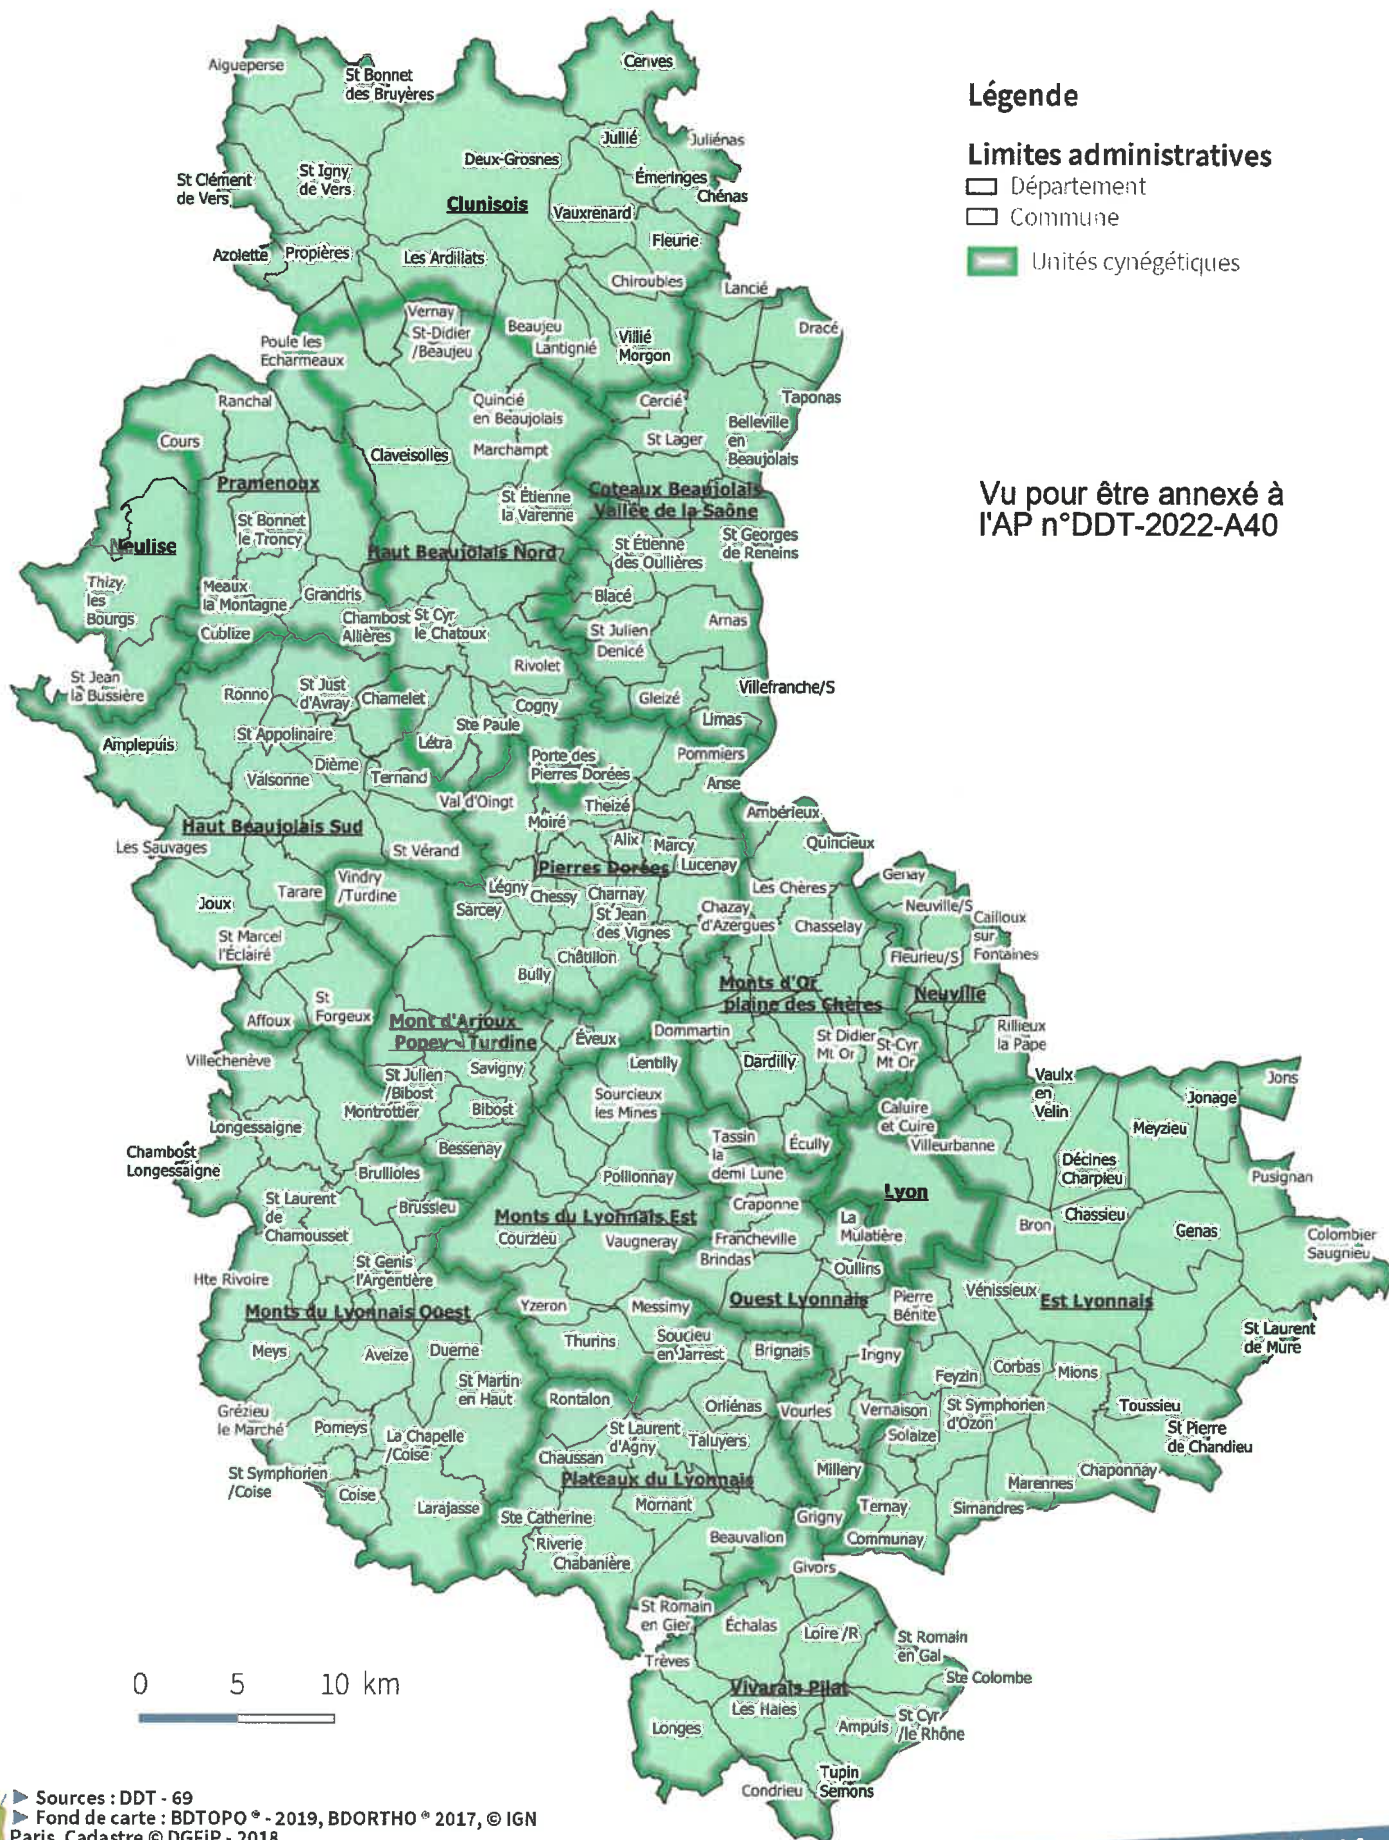 Aigueperse
St Bonnet
des Bruyères
Cenves
Légende
Jullié
Juliénas
Limites administratives
Département
Commune
Unités cynégétiques
Deux-Grosnes
St Igny
de Vers
St Clément
de Vers
Émeringes
Chénas
Clunisois
Vauxrenard
Fleurie
Azolette
Propières
Les Ardillats
Chiroubles
Lancié
Vernay
St-Didier
/Beaujeu
Beaujeu
Lantignié
Villié
Morgon
Dracé
Poule les
Echarmeaux
Ranchal
Quincié
en Beaujolais
Cercié
Taponas
Belleville
en
Beaujolais
Cours
Claveisolles
Marchampt
St Lager
Pramenoux
St Étienne
la Varenne
Coteaux Beaujolais
Vallée de la Saône
Vu pour être annexé à
l'AP n°DDT-2022-A40
St Bonnet
le Troncy
Neulise
Haut Beaujolais Nord
St Étienne
des Oullières
St Georges
de Reneins
Thizy
les
Bourgs
Meaux
la Montagne
Grandris
Blacé
Cublize
Chambost
Allières
St Cyr
le Chatoux
St Julien
Denicé
Arnas
Rivolet
St Jean
la Bussière
Ronno
St Just
d'Avray
Chamelet
Cogny
Gleizé
Villefranche/S
Limas
Amplepuis
St Appolinaire
Létra
Ste Paule
Porte des
Pierres Dorées
Pommiers
Valsonne
Dième
Ternand
Anse
Val d'Oingt
Theizé
Moiré
Ambérieux
Haut Beaujolais Sud
Les Sauvages
St Vérand
Alix
Marcy
Quincieux
Pierres Dorées
Lucenay
Vindry
/Turdine
Tarare
Joux
Légny
Chessy
Charnay
Les Chères
Genay
Sarcey
St Jean
des Vignes
Chazay
d'Azergues
Chasselay
Neuville/S
Cailloux
sur
Fontaines
St Marcel
l'Éclairé
Châtillon
Bully
Fleurieu/S
Monts d'Or
plaine des Chères
Neuville
St
Forgeux
Affoux
Mont d'Arjoux
Popey - Turdine
Éveux
Dommartin
St Didier
Mt Or
St-Cyr
Mt Or
Rillieux
la Pape
Villechenève
St Julien
/Bibost
Savigny
Lentilly
Dardilly
Montrottier
Bibost
Sourcieux
les Mines
Vaulx
en
Velin
Jons
Jonage
Longessaigne
Caluire
et Cuire
Meyzieu
Chambost
Longessaigne
Bessenay
Tassin
la
demi Lune
Écully
Villeurbanne
Brullioles
Pollionnay
Décines
Charpieu
Pusignan
St Laurent
de
Chamousset
Brussieu
Craponne
Lyon
Monts du Lyonnais Est
Chassieu
Courzieu
Vaugneray
Francheville
La
Mulatière
Bron
Genas
Colombier
Saugnieu
St Genis
l'Argentière
Brindas
Oullins
Hte Rivoire
Monts du Lyonnais Ouest
Yzeron
Messimy
Ouest Lyonnais
Pierre
Bénite
Vénissieux
Est Lyonnais
Meys
Aveize
Duerne
Thurins
Soucieu
en Jarrest
Brignais
Irigny
St Laurent
de Mure
St Martin
en Haut
Rontalon
Feyzin
Corbas
Mions
Grézieu
le Marché
Pomeys
Orliénas
Vourles
Vernaison
St Symphorien
d'Ozon
Toussieu
La Chapelle
/Coise
St Laurent
d'Agny
Taluyers
Solaize
St Pierre
de Chandieu
Chaussan
St Symphorien
/Coise
Coise
Plateaux du Lyonnais
Millery
Marennes
Chaponnay
Larajasse
Ste Catherine
Mornant
Grigny
Ternay
Simandres
Riverie
Chabanière
Beauvallon
Communay
Givors
St Romain
en Gier
Échalas
Loire /R
St Romain
en Gal
Trèves
Ste Colombe
0 5 10 km
Vivarais Pilat
Les Haies
Longes
Ampuis
St Cyr
/le Rhône
Tupin
Semons
Condrieu
Sources : DDT - 69
Fond de carte : BDTOPO ® - 2019, BDORTHO ® 2017, © IGN
Paris, Cadastre © DGFiP - 2018